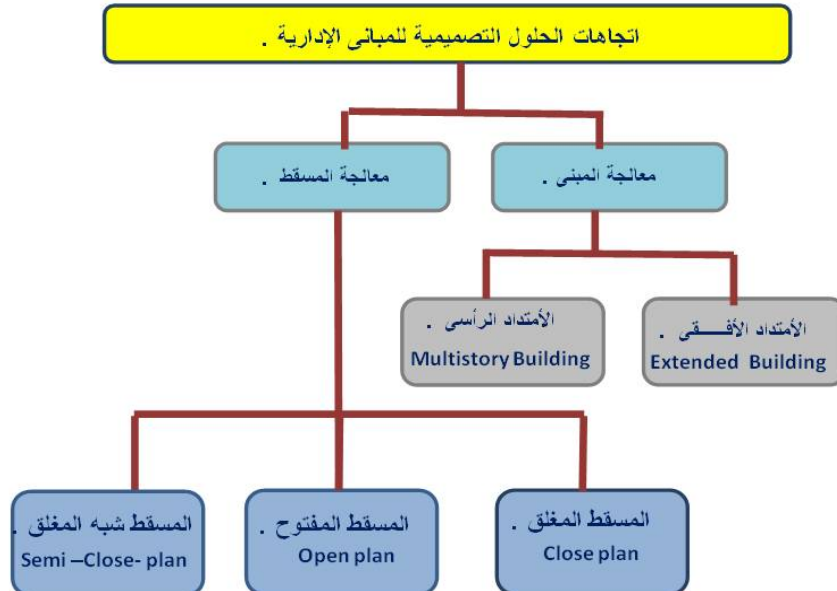 اتجاهات الحلول التصميمية للمبانى الإدارية .
معالجة المبنى .
معالجة المسقط .
الأمتداد الأفــــقى .
Extended Building
الأمتداد الرأسى .
Multistory Building
المسقط المغلق .
Close plan
المسقط المفتوح .
Open plan
المسقط شبه المغلق .
Semi –Close- plan